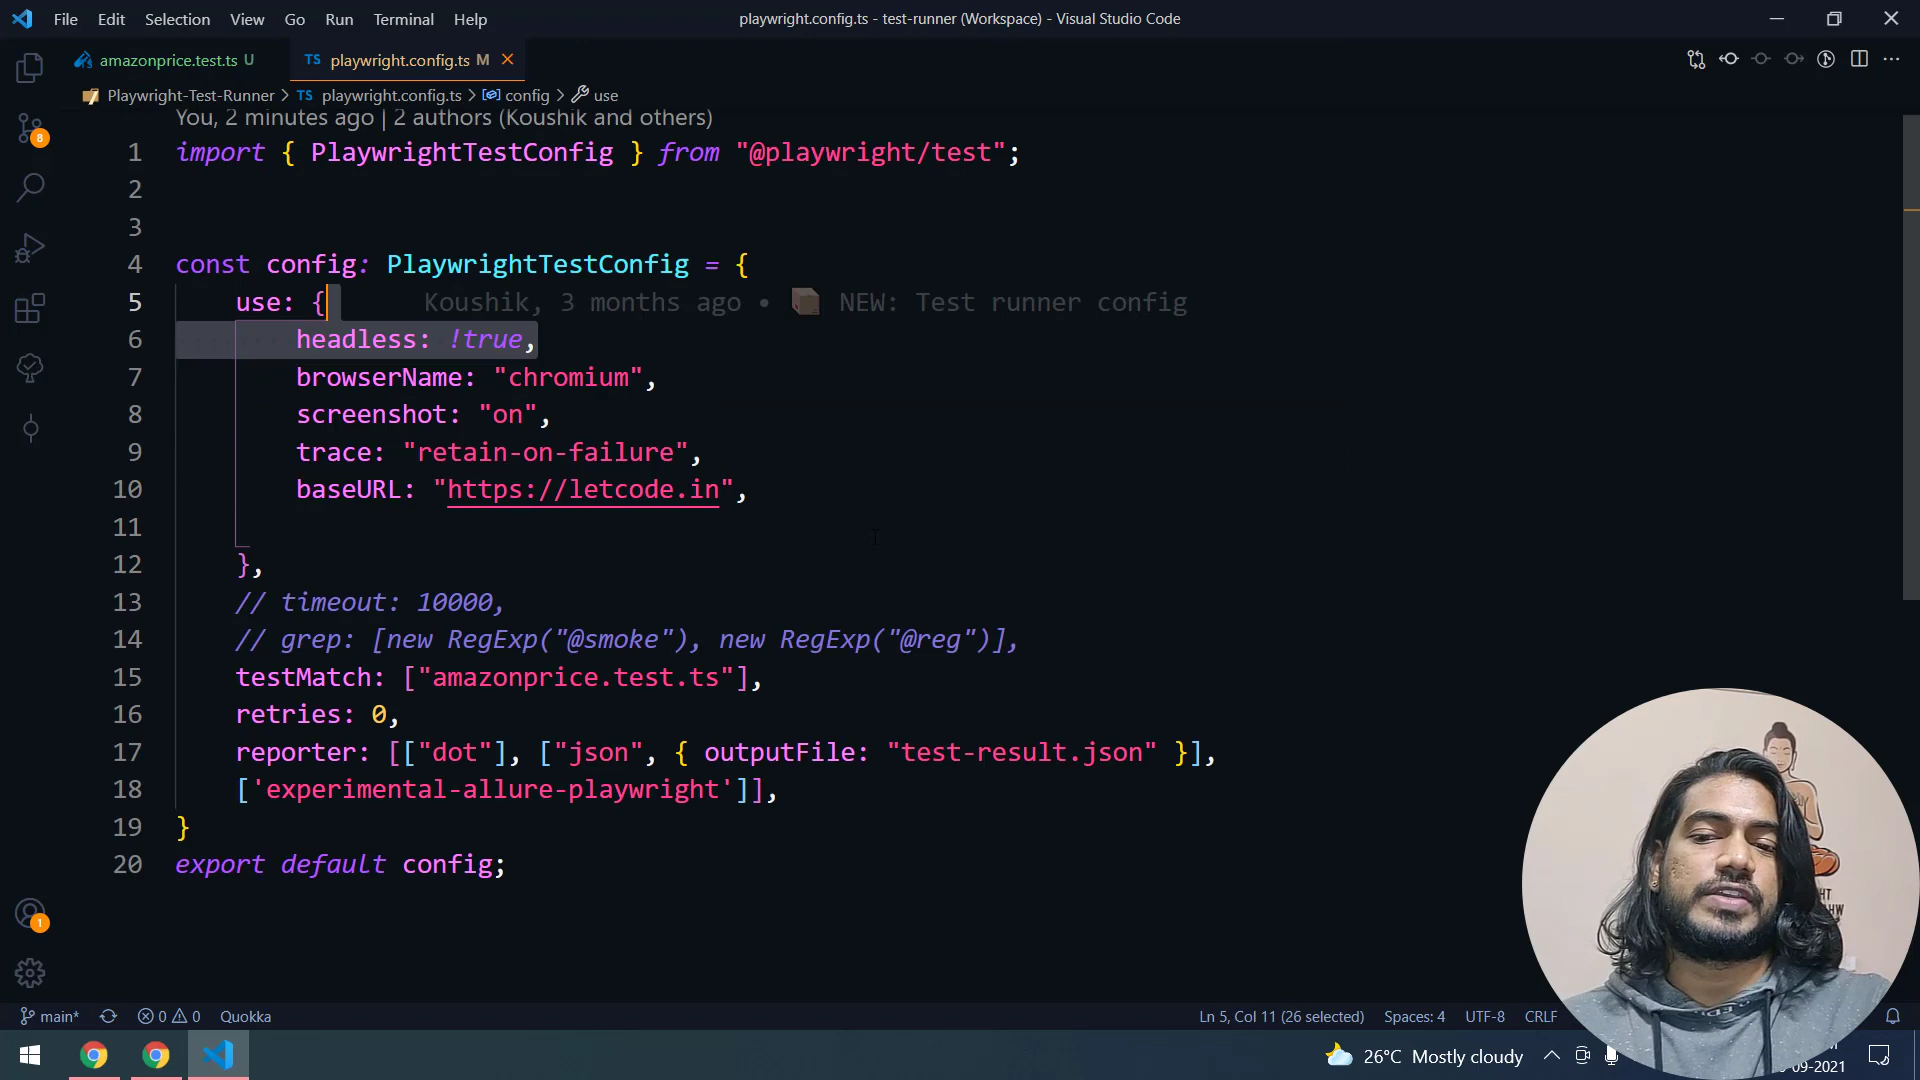 File Edit Selection View Go Run Terminal Help
playwright.config.ts - test-runner (Workspace) - Visual Studio Code
amazonprice.test.ts U
TS playwright.config.ts M
Playwright-Test-Runner > TS playwright.config.ts > config > use
You, 2 minutes ago | 2 authors (Koushik and others)
1 import { PlaywrightTestConfig } from "@playwright/test";
2
3
4 const config: PlaywrightTestConfig = {
5 use: { Koushik, 3 months ago • NEW: Test runner config
6 headless: !true,
7 browserName: "chromium",
8 screenshot: "on",
9 trace: "retain-on-failure",
10 baseURL: "https://letcode.in",
11
12 },
13 // timeout: 10000,
14 // grep: [new RegExp("@smoke"), new RegExp("@reg")],
15 testMatch: ["amazonprice.test.ts"],
16 retries: 0,
17 reporter: [["dot"], ["json", { outputFile: "test-result.json" }],
18 ['experimental-allure-playwright']],
19 }
20 export default config;
8
1
main* 0 0 Quokka
Ln 5, Col 11 (26 selected) Spaces: 4 UTF-8 CRLF
26°C Mostly cloudy
-09-2021